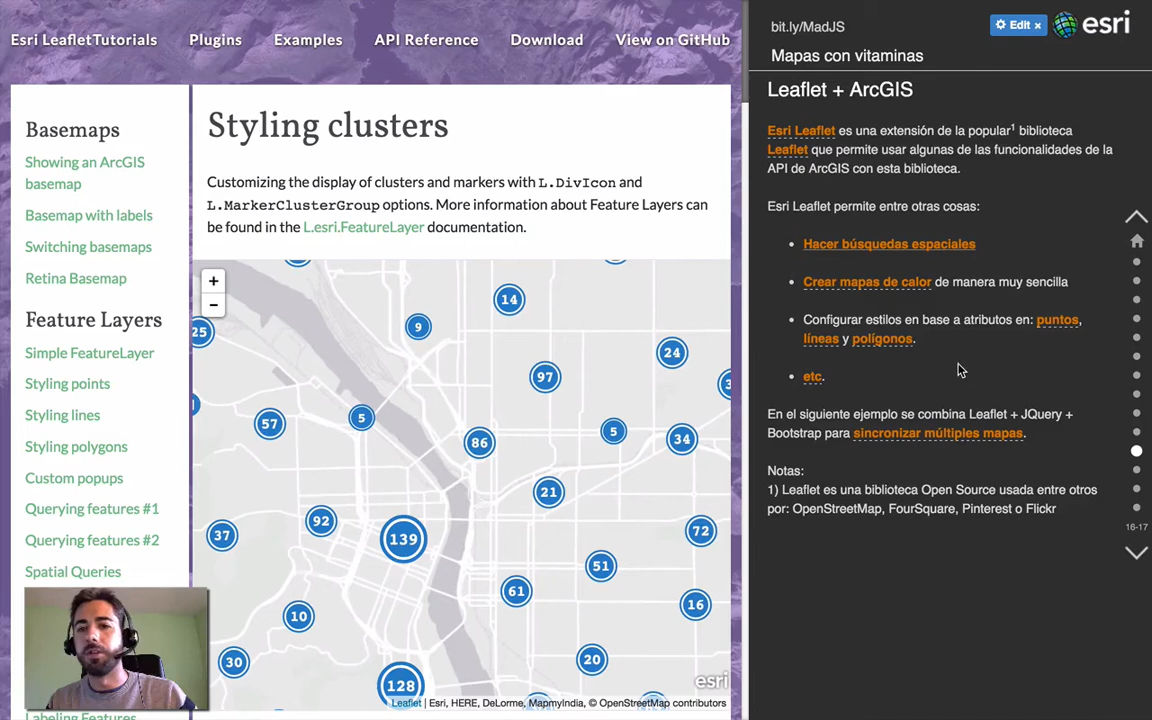 Esri LeafletTutorials
Plugins
Examples
API Reference
Download
View on GitHub
Basemaps
Showing an ArcGIS
basemap
Basemap with labels
Switching basemaps
Retina Basemap
Feature Layers
Simple FeatureLayer
Styling points
Styling lines
Styling polygons
Custom popups
Querying features #1
Querying features #2
Spatial Queries
Labeling Features
Styling clusters
Customizing the display of clusters and markers with L.DivIcon and
L.MarkerClusterGroup options. More information about Feature Layers can
be found in the L.esri.FeatureLayer documentation.
+
−
14
9
25
24
97
57
5
86
5
34
21
92
37
139
72
51
61
16
10
30
20
128
esri
Leaflet | Esri, HERE, DeLorme, MapmyIndia, © OpenStreetMap contributors
bit.ly/MadJS
Edit ×
esri
Mapas con vitaminas
Leaflet + ArcGIS
Esri Leaflet es una extensión de la popular¹ biblioteca
Leaflet que permite usar algunas de las funcionalidades de la
API de ArcGIS con esta biblioteca.
Esri Leaflet permite entre otras cosas:
• Hacer búsquedas espaciales
• Crear mapas de calor de manera muy sencilla
• Configurar estilos en base a atributos en: puntos,
líneas y polígonos.
• etc.
En el siguiente ejemplo se combina Leaflet + JQuery +
Bootstrap para sincronizar múltiples mapas.
Notas:
1) Leaflet es una biblioteca Open Source usada entre otros
por: OpenStreetMap, FourSquare, Pinterest o Flickr
16-17